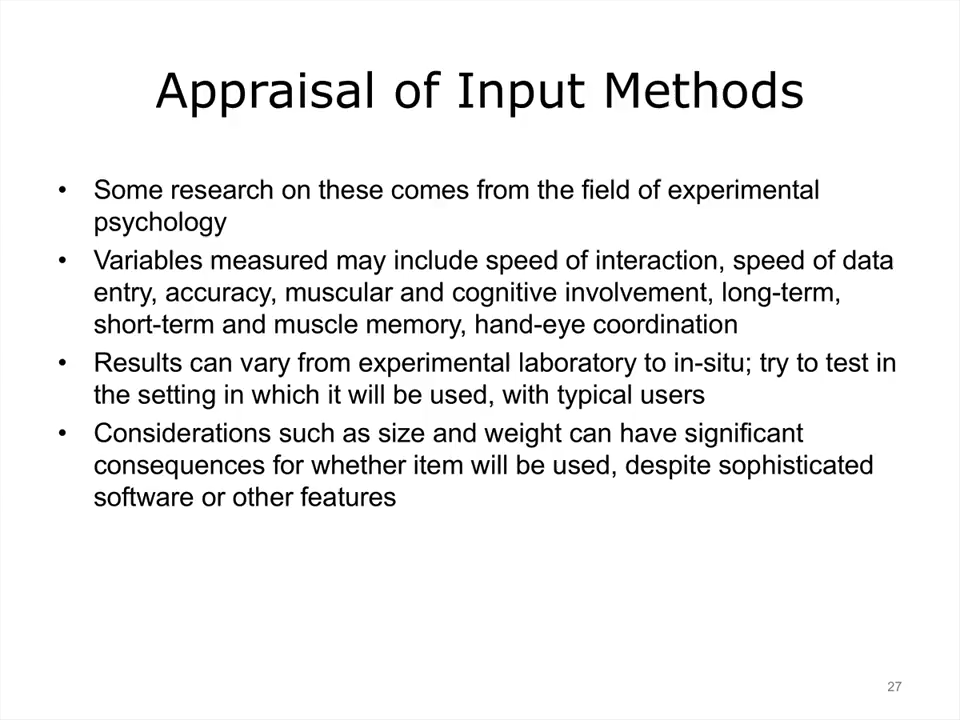 Appraisal of Input Methods
• Some research on these comes from the field of experimental
psychology
• Variables measured may include speed of interaction, speed of data
entry, accuracy, muscular and cognitive involvement, long-term,
short-term and muscle memory, hand-eye coordination
• Results can vary from experimental laboratory to in-situ; try to test in
the setting in which it will be used, with typical users
• Considerations such as size and weight can have significant
consequences for whether item will be used, despite sophisticated
software or other features
27